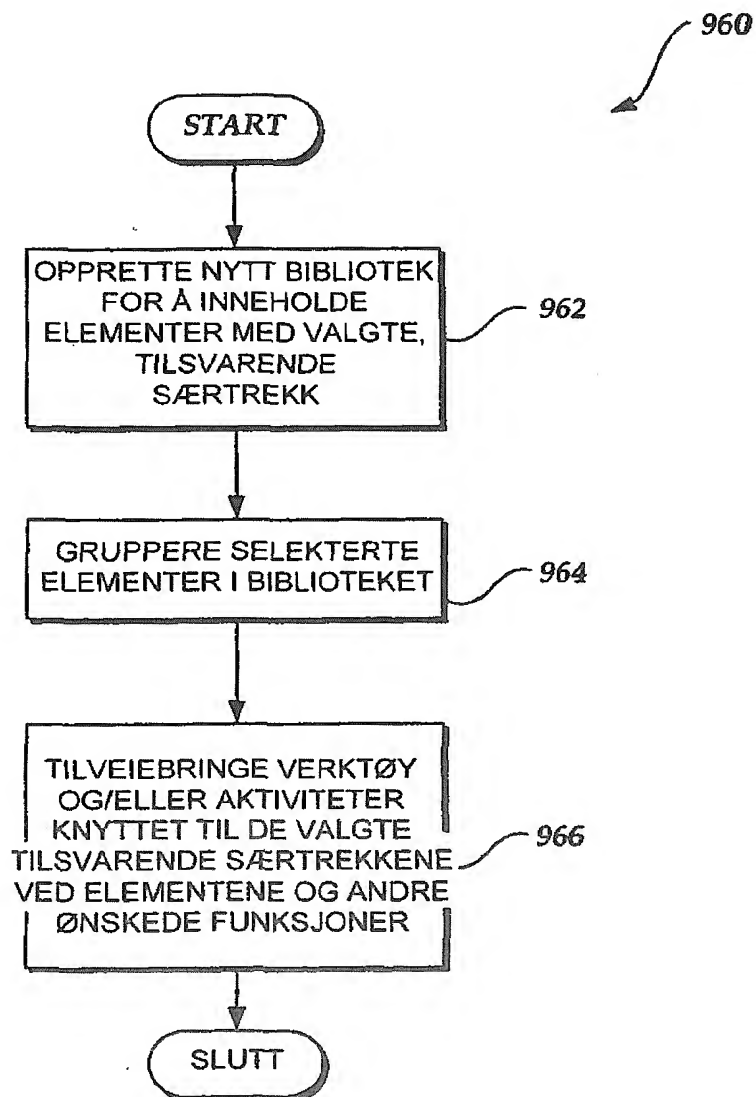 960
START
OPPRETTE NYTT BIBLIOTEK
FOR Å INNEHOLDE
ELEMENTER MED VALGTE,
TILSVARENDE
SÆRTREKK
962
GRUPPERE SELEKTERTE
ELEMENTER I BIBLIOTEKET
964
TILVEIEBRINGE VERKTØY
OG/ELLER AKTIVITETER
KNYTTET TIL DE VALGTE
TILSVARENDE SÆRTREKKENE
VED ELEMENTENE OG ANDRE
ØNSKEDE FUNKSJONER
966
SLUTT